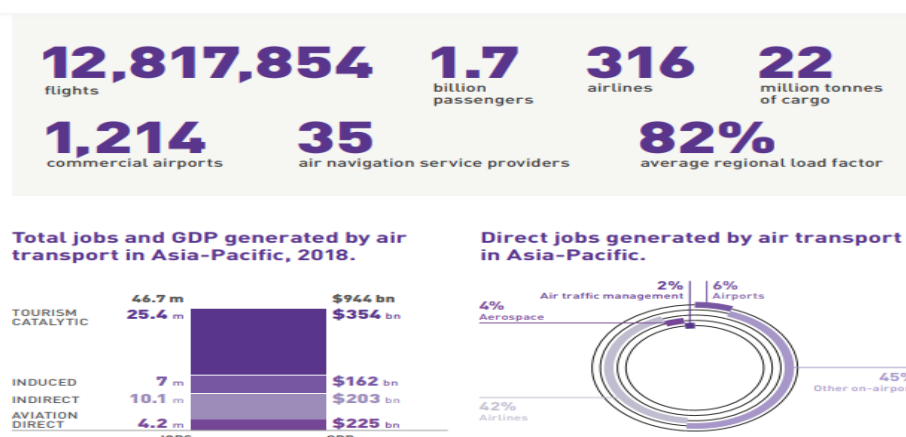 12,817,854
flights
1.7
billion
passengers
316
airlines
22
million tonnes
of cargo
1,214
commercial airports
35
air navigation service providers
82%
average regional load factor
Total jobs and GDP generated by air
transport in Asia-Pacific, 2018.
46.7 m
$944 bn
TOURISM
CATALYTIC
25.4 m
$354 bn
INDUCED
7 m
$162 bn
INDIRECT
10.1 m
$203 bn
AVIATION
DIRECT
4.2 m
$225 bn
Direct jobs generated by air transport
in Asia-Pacific.
2%
Air traffic management
6%
Airports
4%
Aerospace
45%
Other on-airpo
42%
Airlines